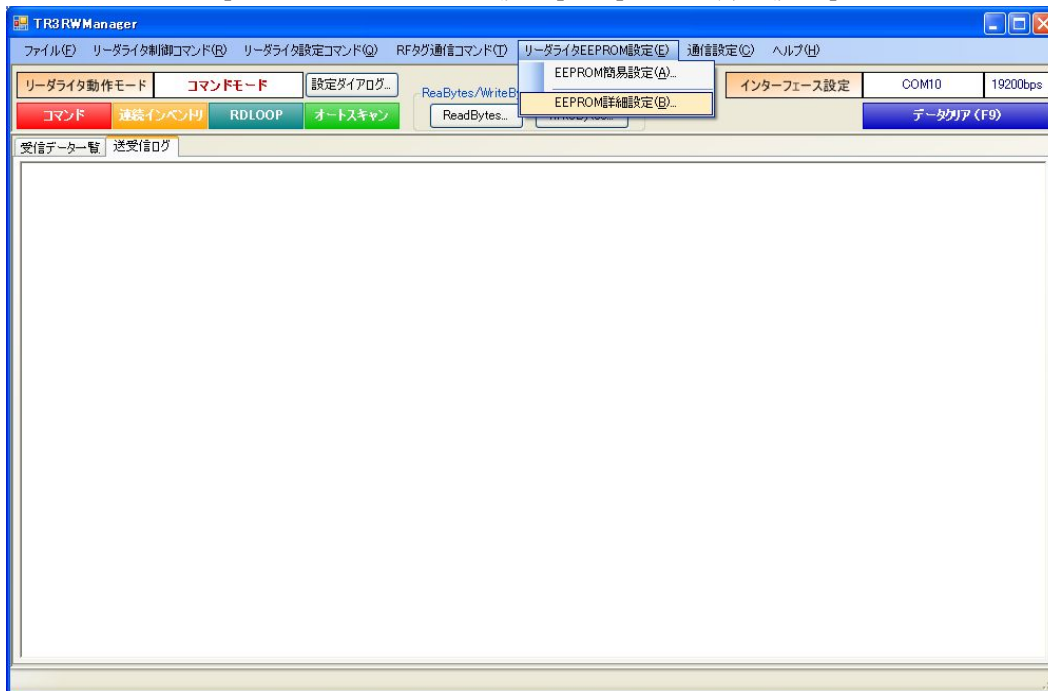 TR3RWManager
ファイル(F) リーダライタ制御コマンド(R) リーダライタ設定コマンド(Q) RFタグ通信コマンド(T) リーダライタEEPROM設定(E) 通信設定(C) ヘルプ(H)
EEPROM簡易設定(A)...
EEPROM詳細設定(B)...
リーダライタ動作モード コマンドモード 設定ダイアログ... ReaBytes/WriteB インターフェース設定 COM10 19200bps
コマンド 連続インベントリ RDLOOP オートスキャン ReadBytes... データクリア (F9)
受信データ一覧 送受信ログ